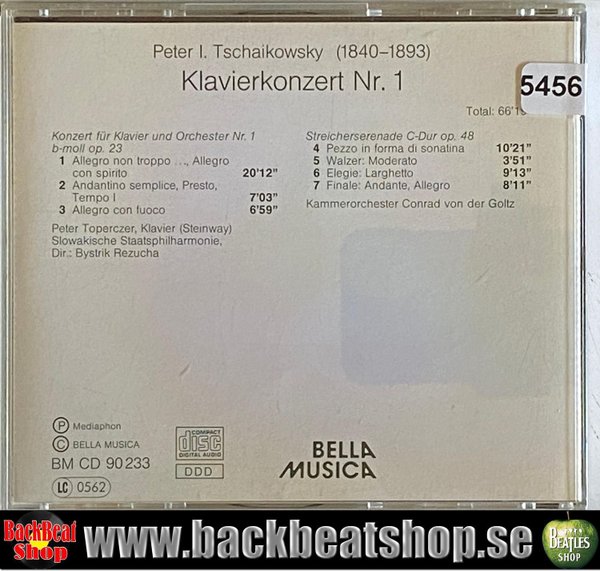 Peter I. Tschaikowsky (1840–1893)
Klavierkonzert Nr. 1
5456
Total:
Konzert für Klavier und Orchester Nr. 1
b-moll op. 23
1 Allegro non troppo ..., Allegro
con spirito 20'12"
2 Andantino semplice, Presto,
Tempo I 7'03"
3 Allegro con fuoco 6'59"
Peter Toperczer, Klavier (Steinway)
Slowakische Staatsphilharmonie,
Dir.: Bystrik Rezucha
Streicherserenade C-Dur op. 48
4 Pezzo in forma di sonatina 10'21"
5 Walzer: Moderato 3'51"
6 Elegie: Larghetto 9'13"
7 Finale: Andante, Allegro 8'11"
Kammerorchester Conrad von der Goltz
Ⓟ Mediaphon
Ⓒ BELLA MUSICA
BM CD 90 233
LC 0562
COMPACT
disc
DIGITAL AUDIO
DDD
BELLA
MUSICA
BackBeat
Shop
www.backbeatshop.se
BEATLES
SHOP